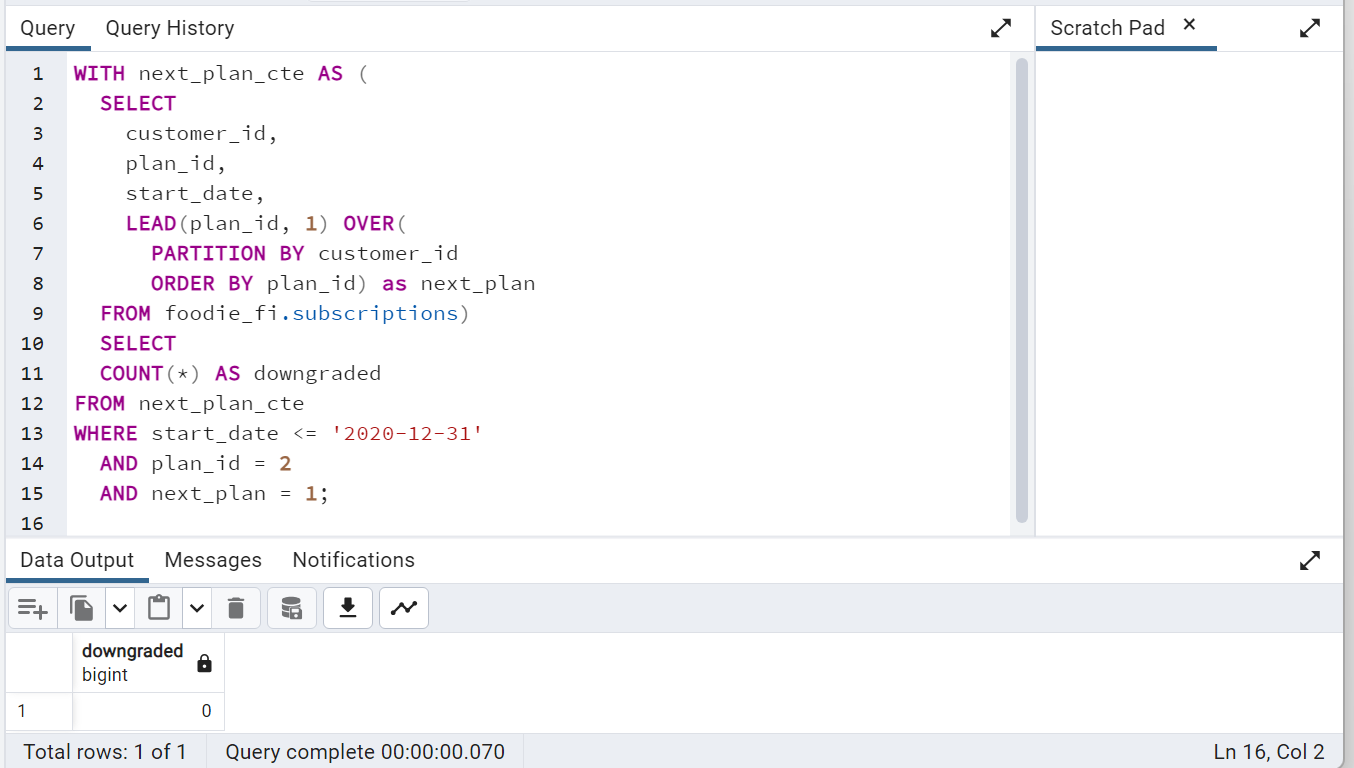 Query Query History Scratch Pad ×
1 WITH next_plan_cte AS (
2 SELECT
3 customer_id,
4 plan_id,
5 start_date,
6 LEAD(plan_id, 1) OVER(
7 PARTITION BY customer_id
8 ORDER BY plan_id) as next_plan
9 FROM foodie_fi.subscriptions)
10 SELECT
11 COUNT(*) AS downgraded
12 FROM next_plan_cte
13 WHERE start_date <= '2020-12-31'
14 AND plan_id = 2
15 AND next_plan = 1;
16
Data Output Messages Notifications
downgraded
bigint
1 0
Total rows: 1 of 1 Query complete 00:00:00.070 Ln 16, Col 2